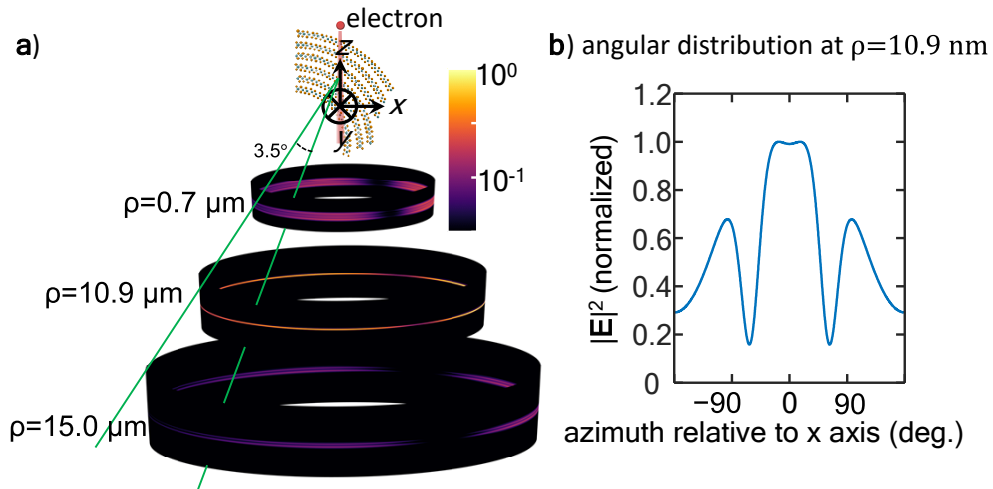 a)
electron
z
x
y
3.5°
10⁰
10⁻¹
ρ=0.7 μm
ρ=10.9 μm
ρ=15.0 μm
b) angular distribution at ρ=10.9 nm
|E|² (normalized)
1.2
1.0
0.8
0.6
0.4
0.2
0
−90 0 90
azimuth relative to x axis (deg.)